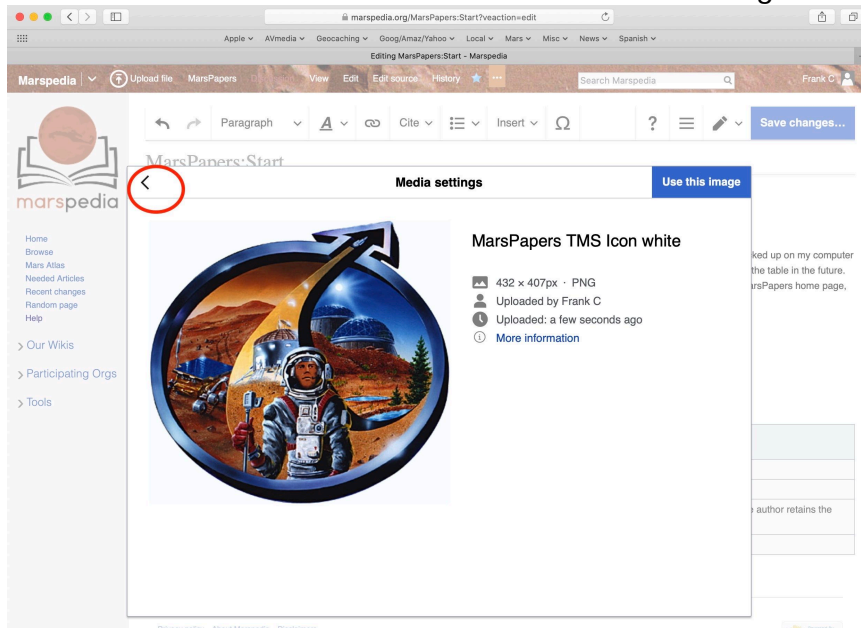 marspedia.org/MarsPapers:Start?veaction=edit
Apple AVmedia Geocaching Goog/Amaz/Yahoo Local Mars Misc News Spanish
Editing MarsPapers:Start - Marspedia
Marspedia Upload file MarsPapers View Edit Edit source History Search Marspedia Frank C
Paragraph A Cite Insert Ω ? Save changes...
MarsPapers:Start
marspedia
Media settings
Use this image
Home
Browse
Mars Atlas
Needed Articles
Recent changes
Random page
Help
Our Wikis
Participating Orgs
Tools
MarsPapers TMS Icon white
432 × 407px · PNG
Uploaded by Frank C
Uploaded: a few seconds ago
More information
ked up on my computer
the table in the future.
rsPapers home page,
author retains the